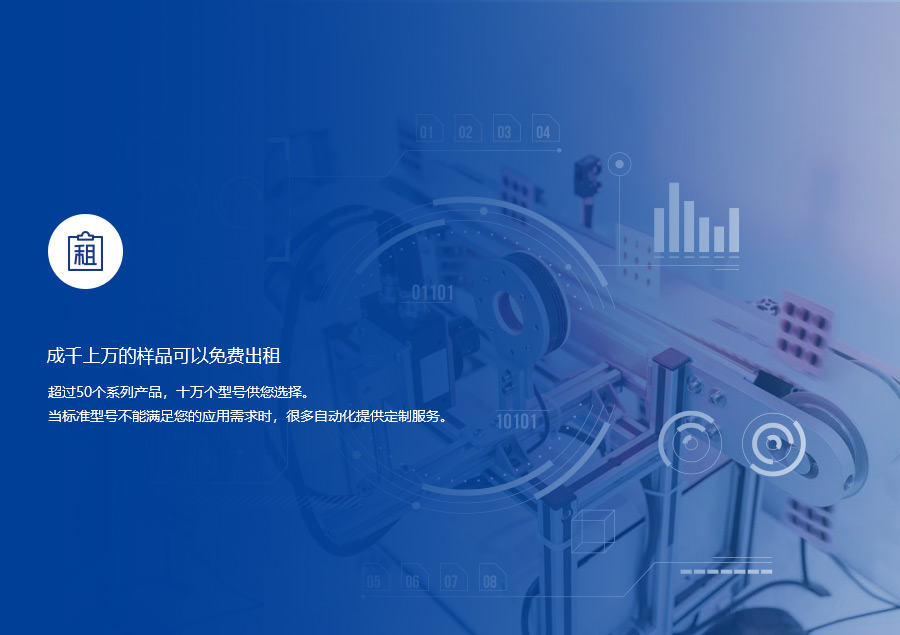 01 02 03 04
租
01101
成千上万的样品可以免费出租
超过50个系列产品，十万个型号供您选择。
当标准型号不能满足您的应用需求时，很多自动化提供定制服务。
10101
05 06 07 08